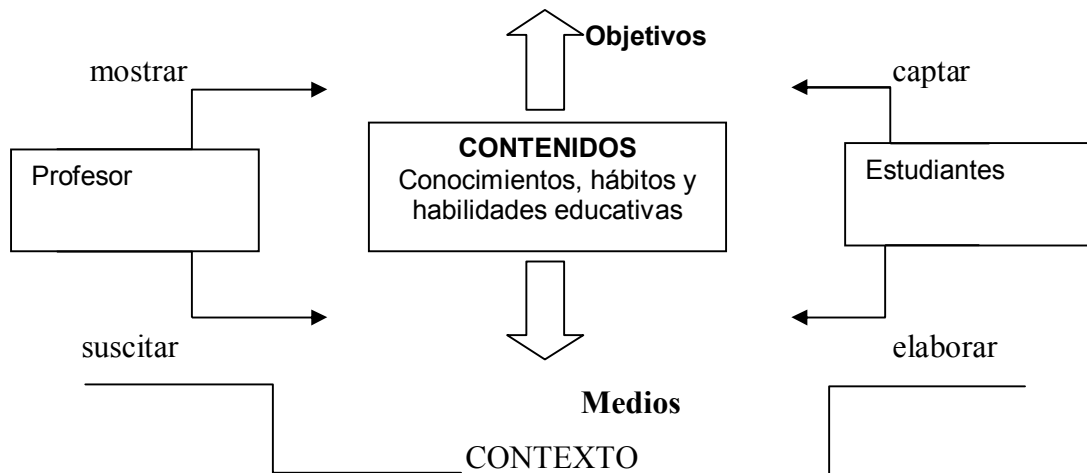 Objetivos
mostrar
captar
CONTENIDOS
Conocimientos, hábitos y
habilidades educativas
Profesor
Estudiantes
suscitar
elaborar
Medios
CONTEXTO